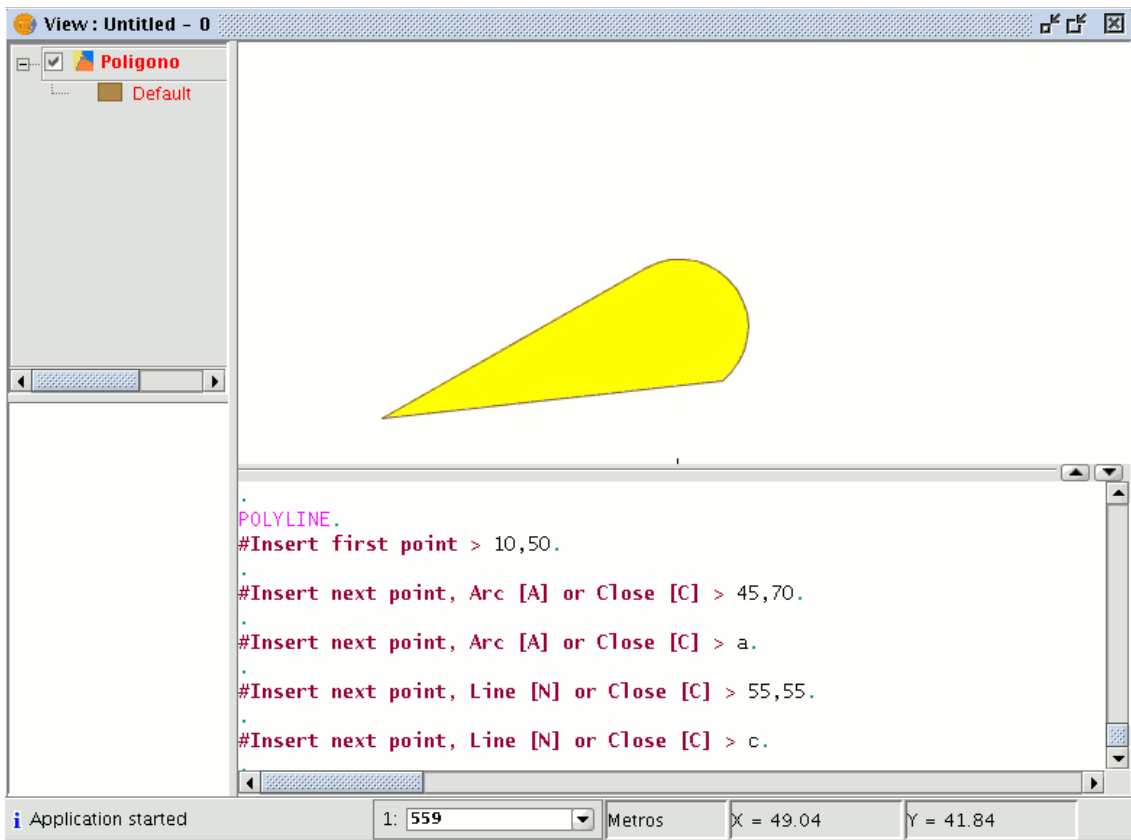 View : Untitled - 0
Poligono
Default
.
POLYLINE.
#Insert first point > 10,50.
.
#Insert next point, Arc [A] or Close [C] > 45,70.
.
#Insert next point, Arc [A] or Close [C] > a.
.
#Insert next point, Line [N] or Close [C] > 55,55.
.
#Insert next point, Line [N] or Close [C] > c.
.
Application started
1: 559
Metros
X = 49.04
Y = 41.84